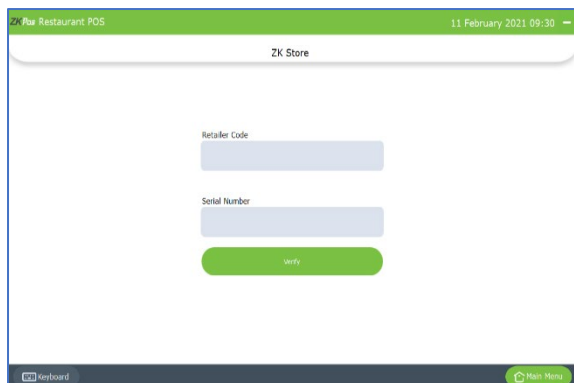 ZKPos Restaurant POS 11 February 2021 09:30
ZK Store
Retailer Code
Serial Number
Verify
Keyboard Main Menu